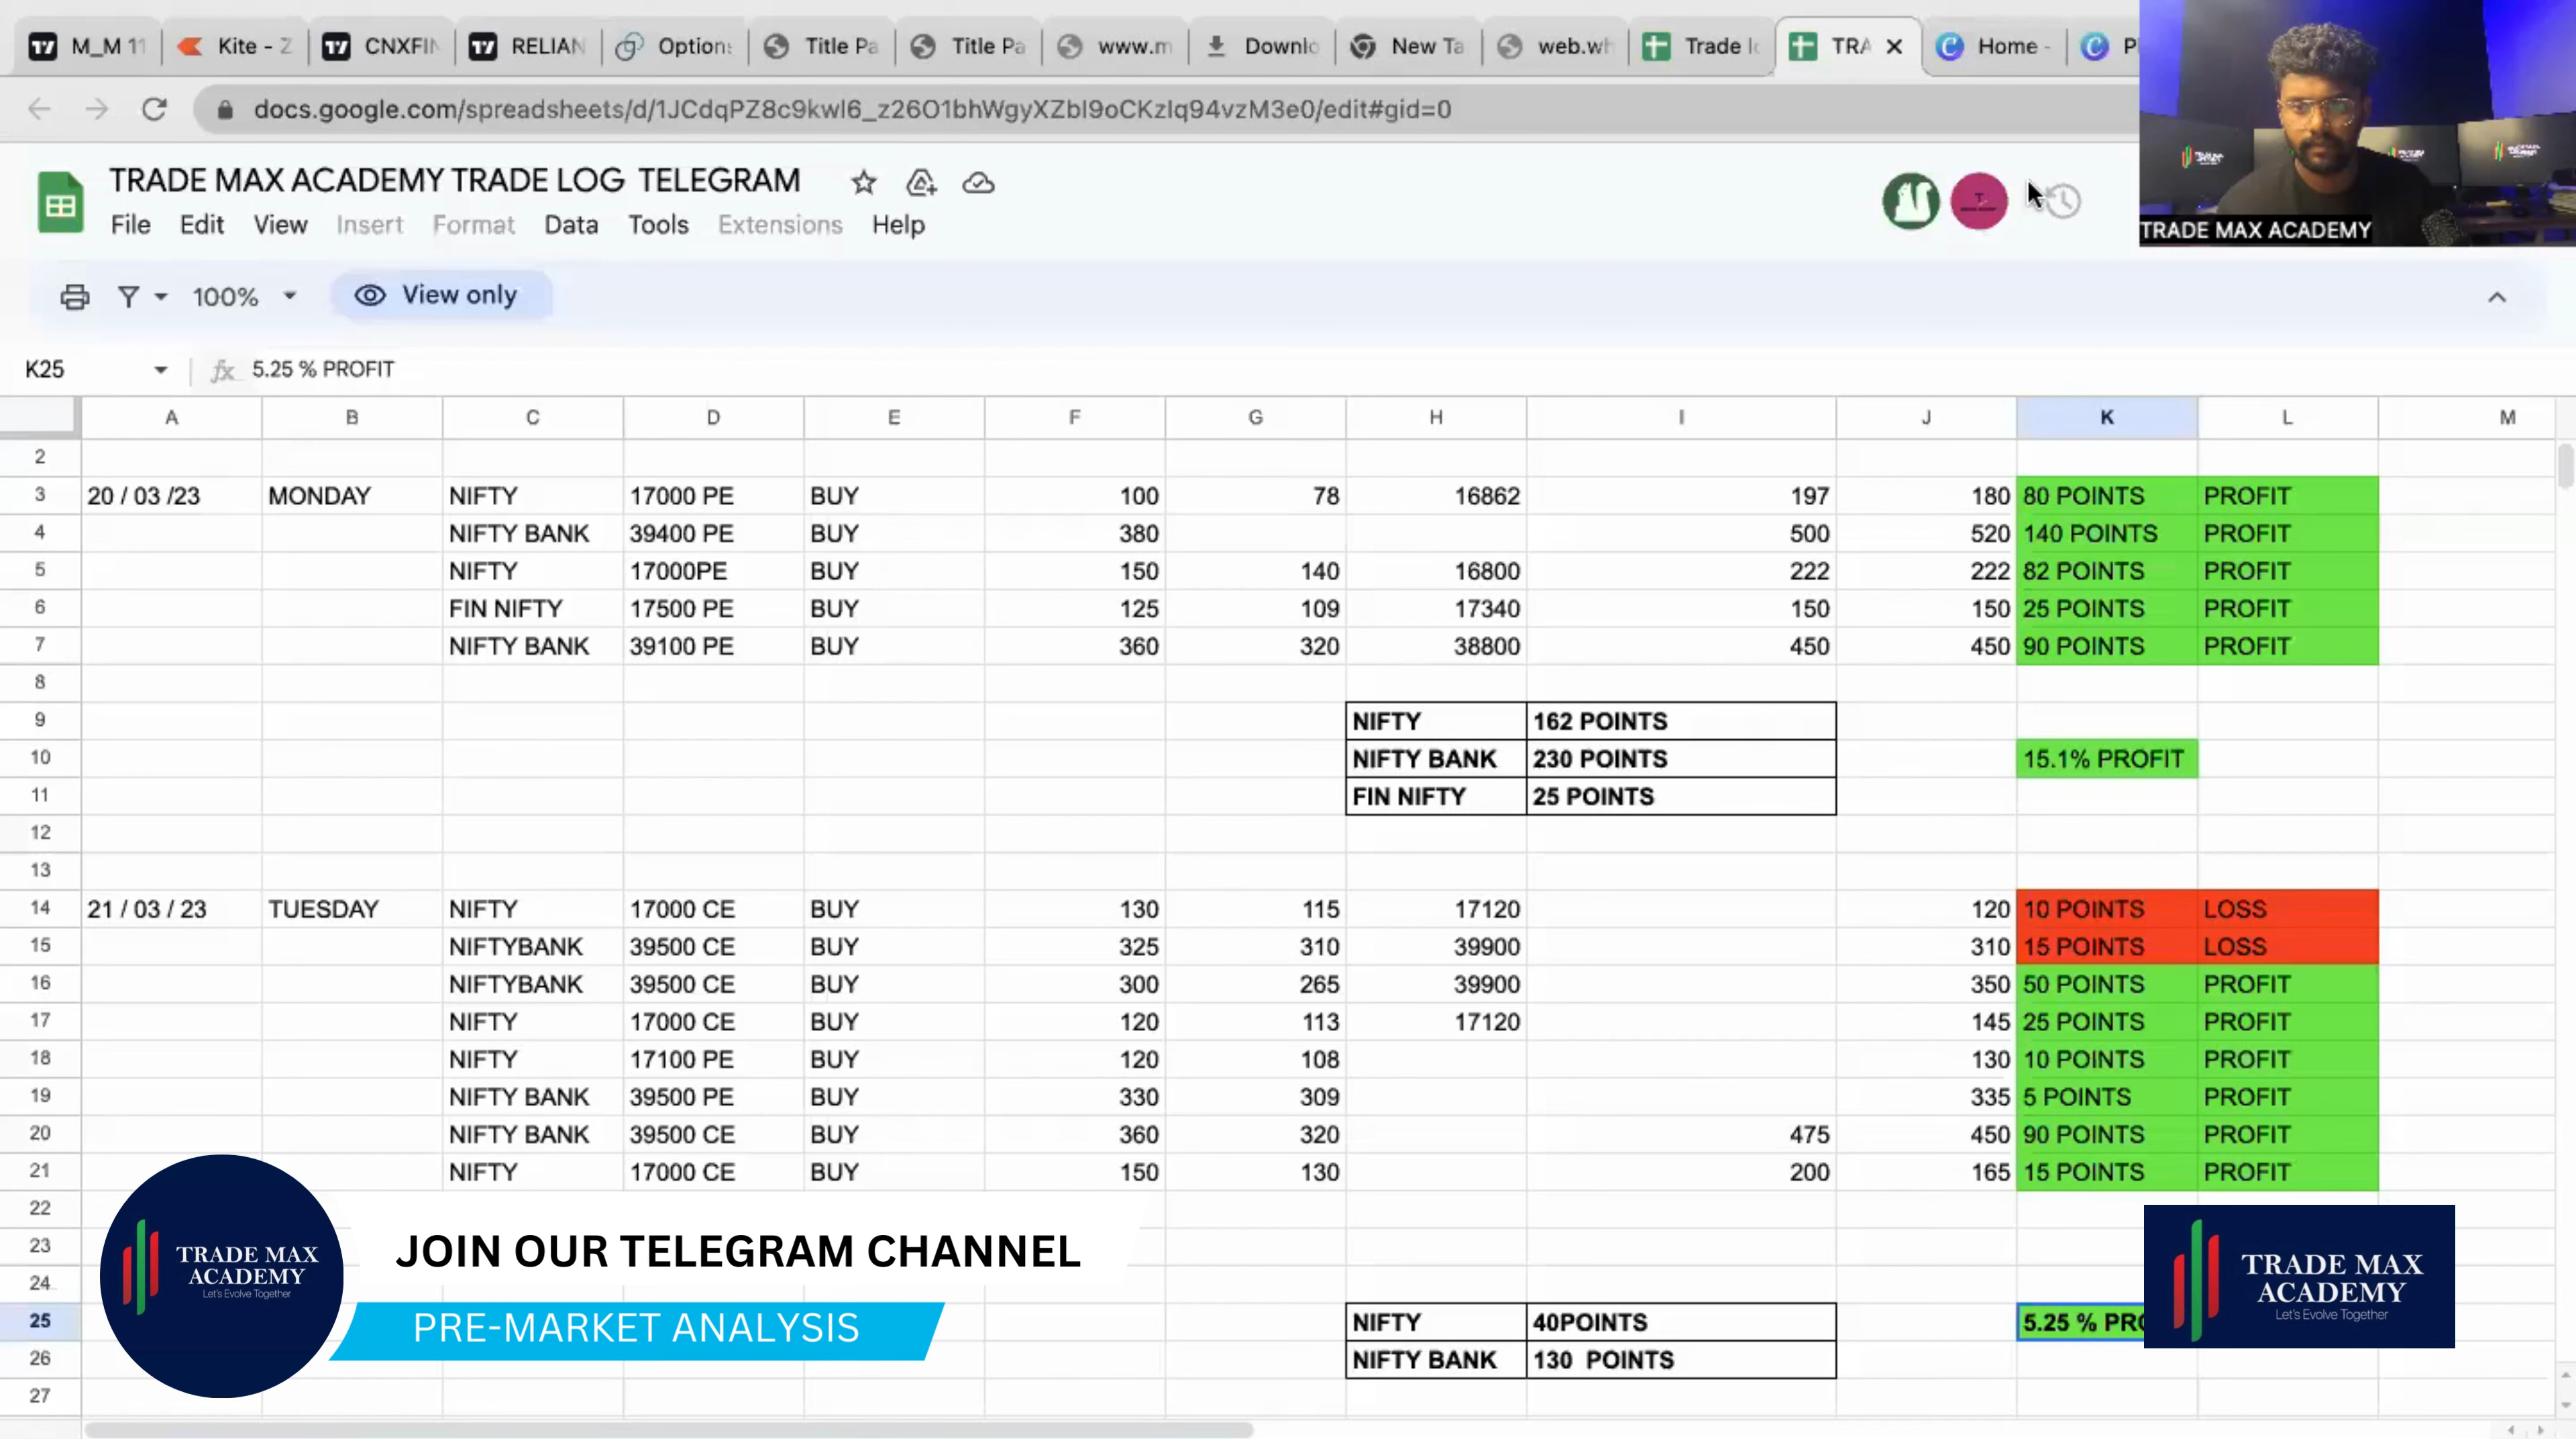 M_M 11 Kite - Z CNXFIN RELIAN Options Title Pa Title Pa www.m Downlo New Ta web.wh Trade lo TRA Home -
docs.google.com/spreadsheets/d/1JCdqPZ8c9kwI6_z26O1bhWgyXZbI9oCKzIq94vzM3e0/edit#gid=0
TRADE MAX ACADEMY TRADE LOG TELEGRAM
File Edit View Insert Format Data Tools Extensions Help
TRADE MAX ACADEMY
100% View only
K25 fx 5.25 % PROFIT
A B C D E F G H I J K L M
2
3 20 / 03 /23 MONDAY NIFTY 17000 PE BUY 100 78 16862 197 180 80 POINTS PROFIT
4 NIFTY BANK 39400 PE BUY 380 500 520 140 POINTS PROFIT
5 NIFTY 17000PE BUY 150 140 16800 222 222 82 POINTS PROFIT
6 FIN NIFTY 17500 PE BUY 125 109 17340 150 150 25 POINTS PROFIT
7 NIFTY BANK 39100 PE BUY 360 320 38800 450 450 90 POINTS PROFIT
8
9 NIFTY 162 POINTS
10 NIFTY BANK 230 POINTS 15.1% PROFIT
11 FIN NIFTY 25 POINTS
12
13
14 21 / 03 / 23 TUESDAY NIFTY 17000 CE BUY 130 115 17120 120 10 POINTS LOSS
15 NIFTYBANK 39500 CE BUY 325 310 39900 310 15 POINTS LOSS
16 NIFTYBANK 39500 CE BUY 300 265 39900 350 50 POINTS PROFIT
17 NIFTY 17000 CE BUY 120 113 17120 145 25 POINTS PROFIT
18 NIFTY 17100 PE BUY 120 108 130 10 POINTS PROFIT
19 NIFTY BANK 39500 PE BUY 330 309 335 5 POINTS PROFIT
20 NIFTY BANK 39500 CE BUY 360 320 475 450 90 POINTS PROFIT
21 NIFTY 17000 CE BUY 150 130 200 165 15 POINTS PROFIT
22
23
24
25 NIFTY 40POINTS 5.25 % PRO
26 NIFTY BANK 130 POINTS
27
TRADE MAX
ACADEMY
Let's Evolve Together
JOIN OUR TELEGRAM CHANNEL
PRE-MARKET ANALYSIS
TRADE MAX
ACADEMY
Let's Evolve Together